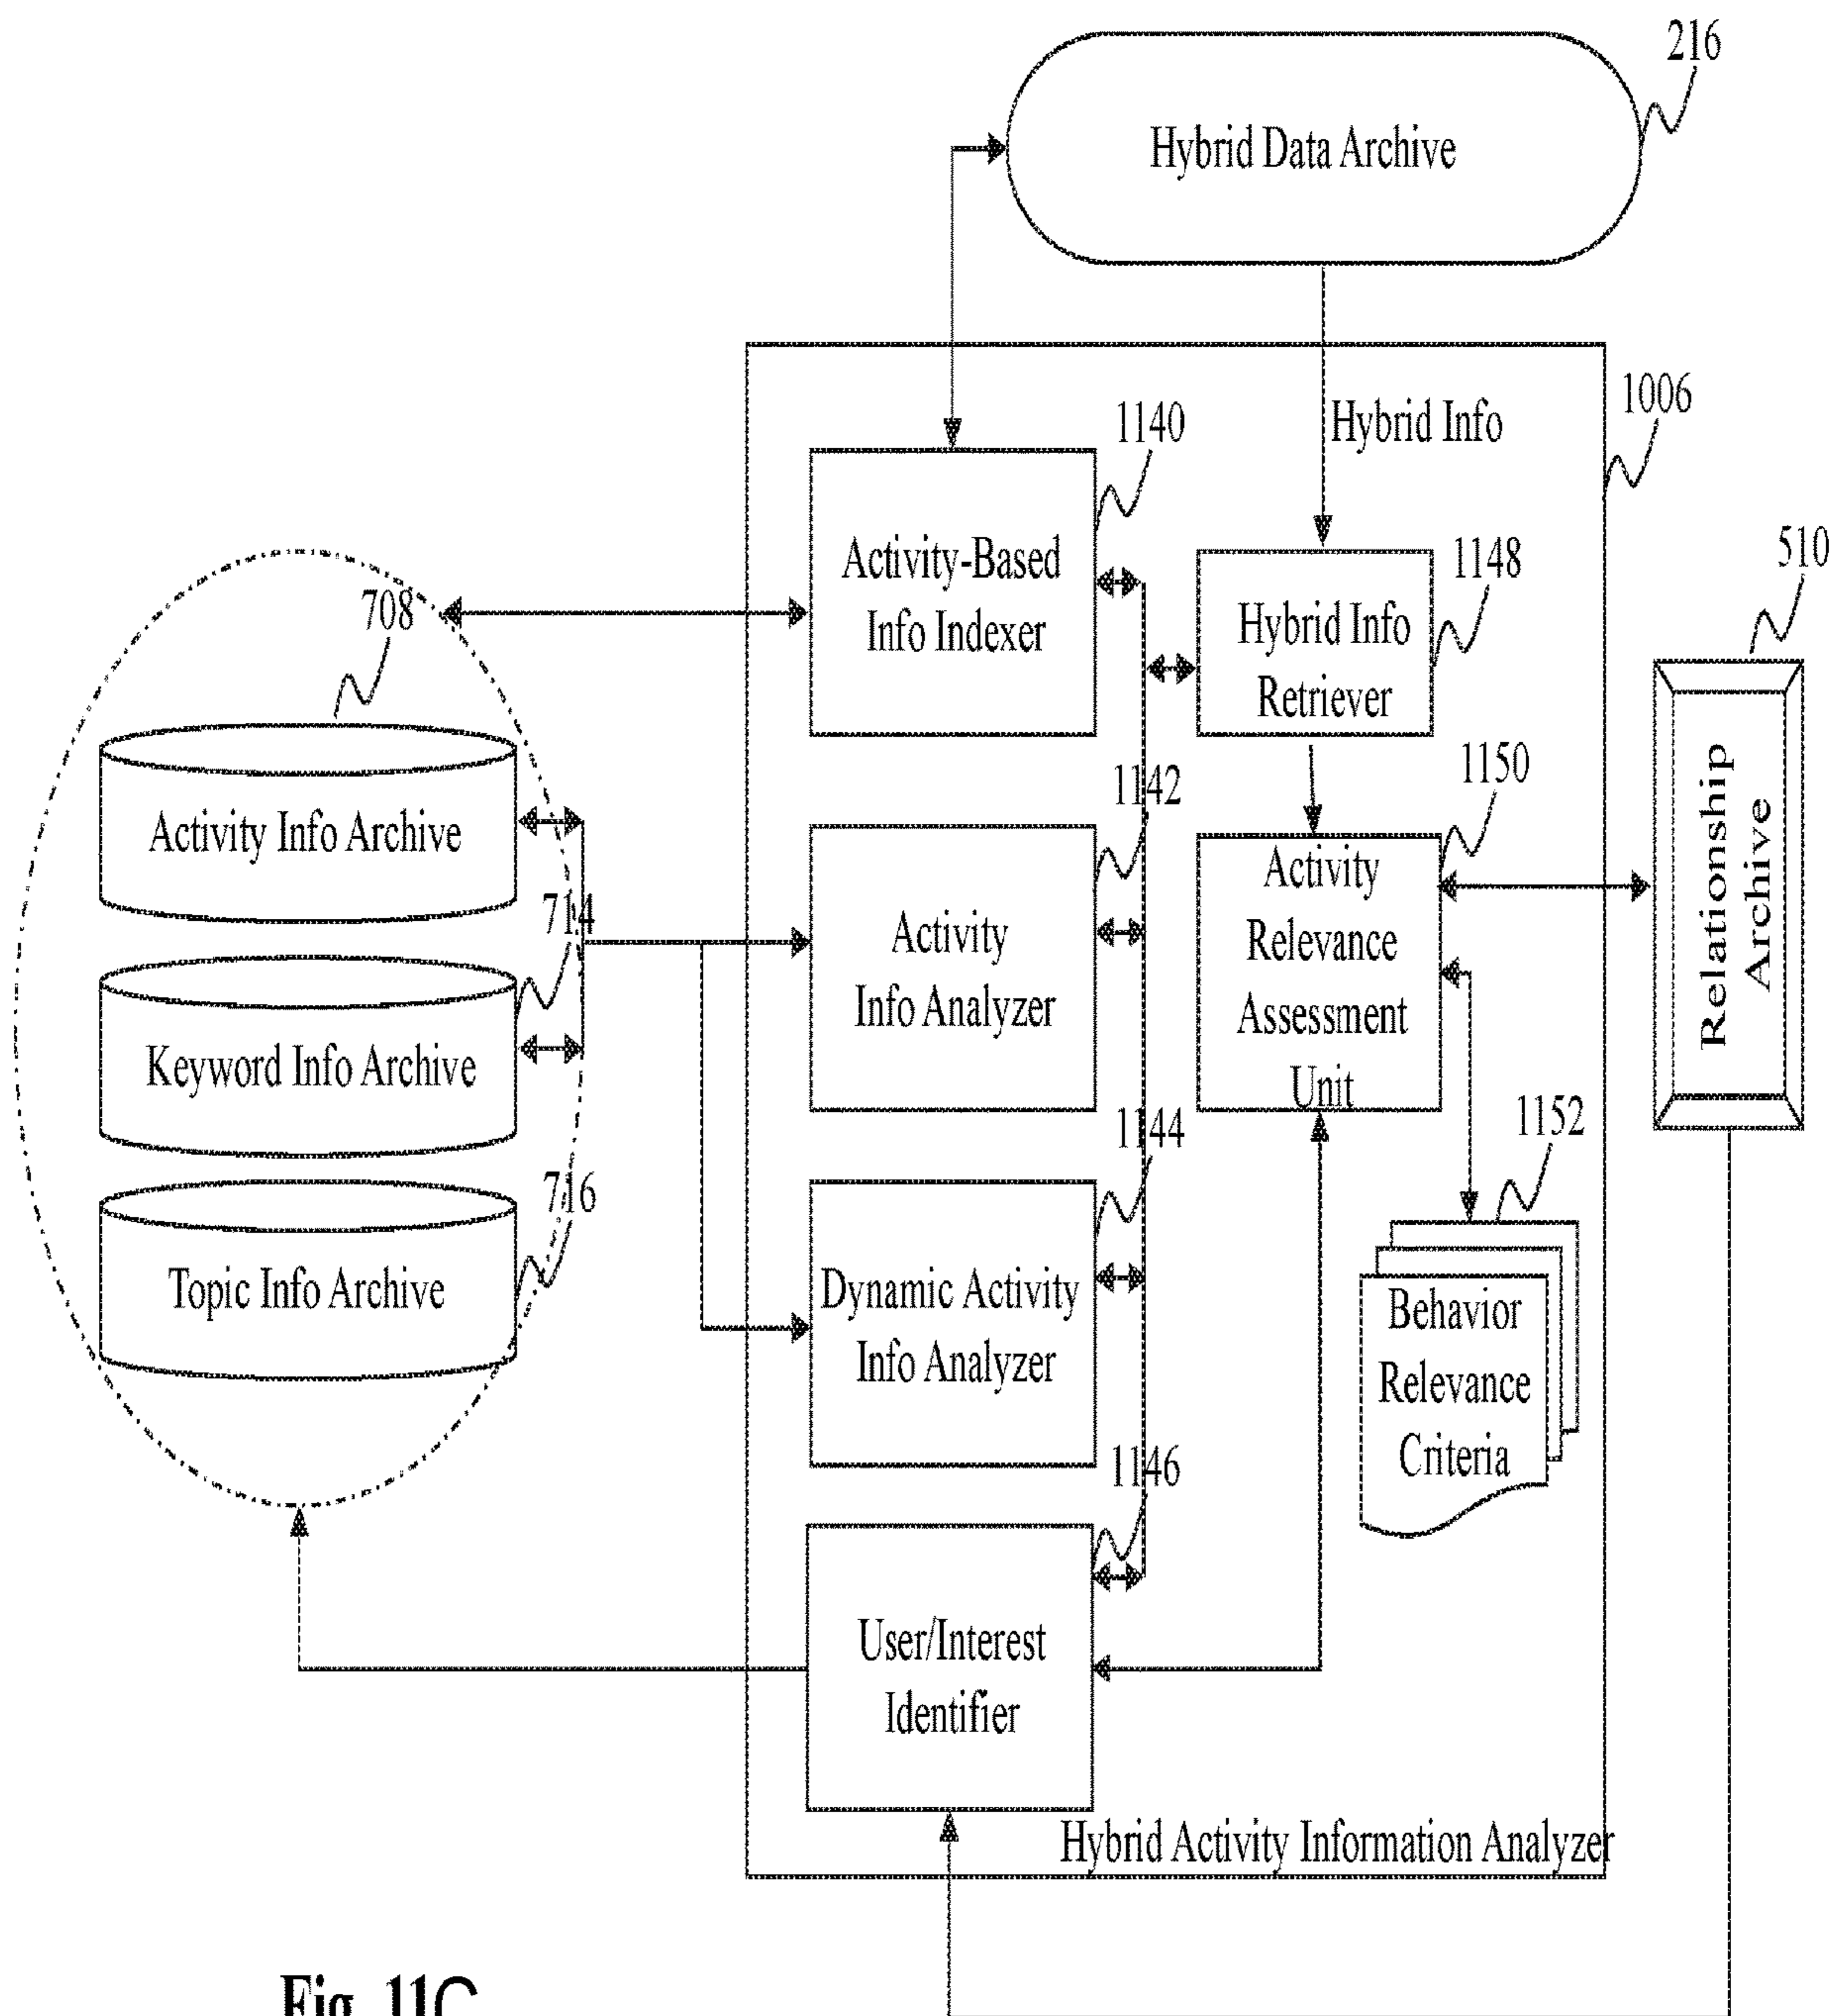 216
Hybrid Data Archive
1006
Hybrid Info
1140
Activity-Based
Info Indexer
1148
Hybrid Info
Retriever
510
Relationship
Archive
708
Activity Info Archive
714
Keyword Info Archive
716
Topic Info Archive
1142
Activity
Info Analyzer
1150
Activity
Relevance
Assessment
Unit
1144
Dynamic Activity
Info Analyzer
1152
Behavior
Relevance
Criteria
1146
User/Interest
Identifier
Hybrid Activity Information Analyzer
Fig. 11C